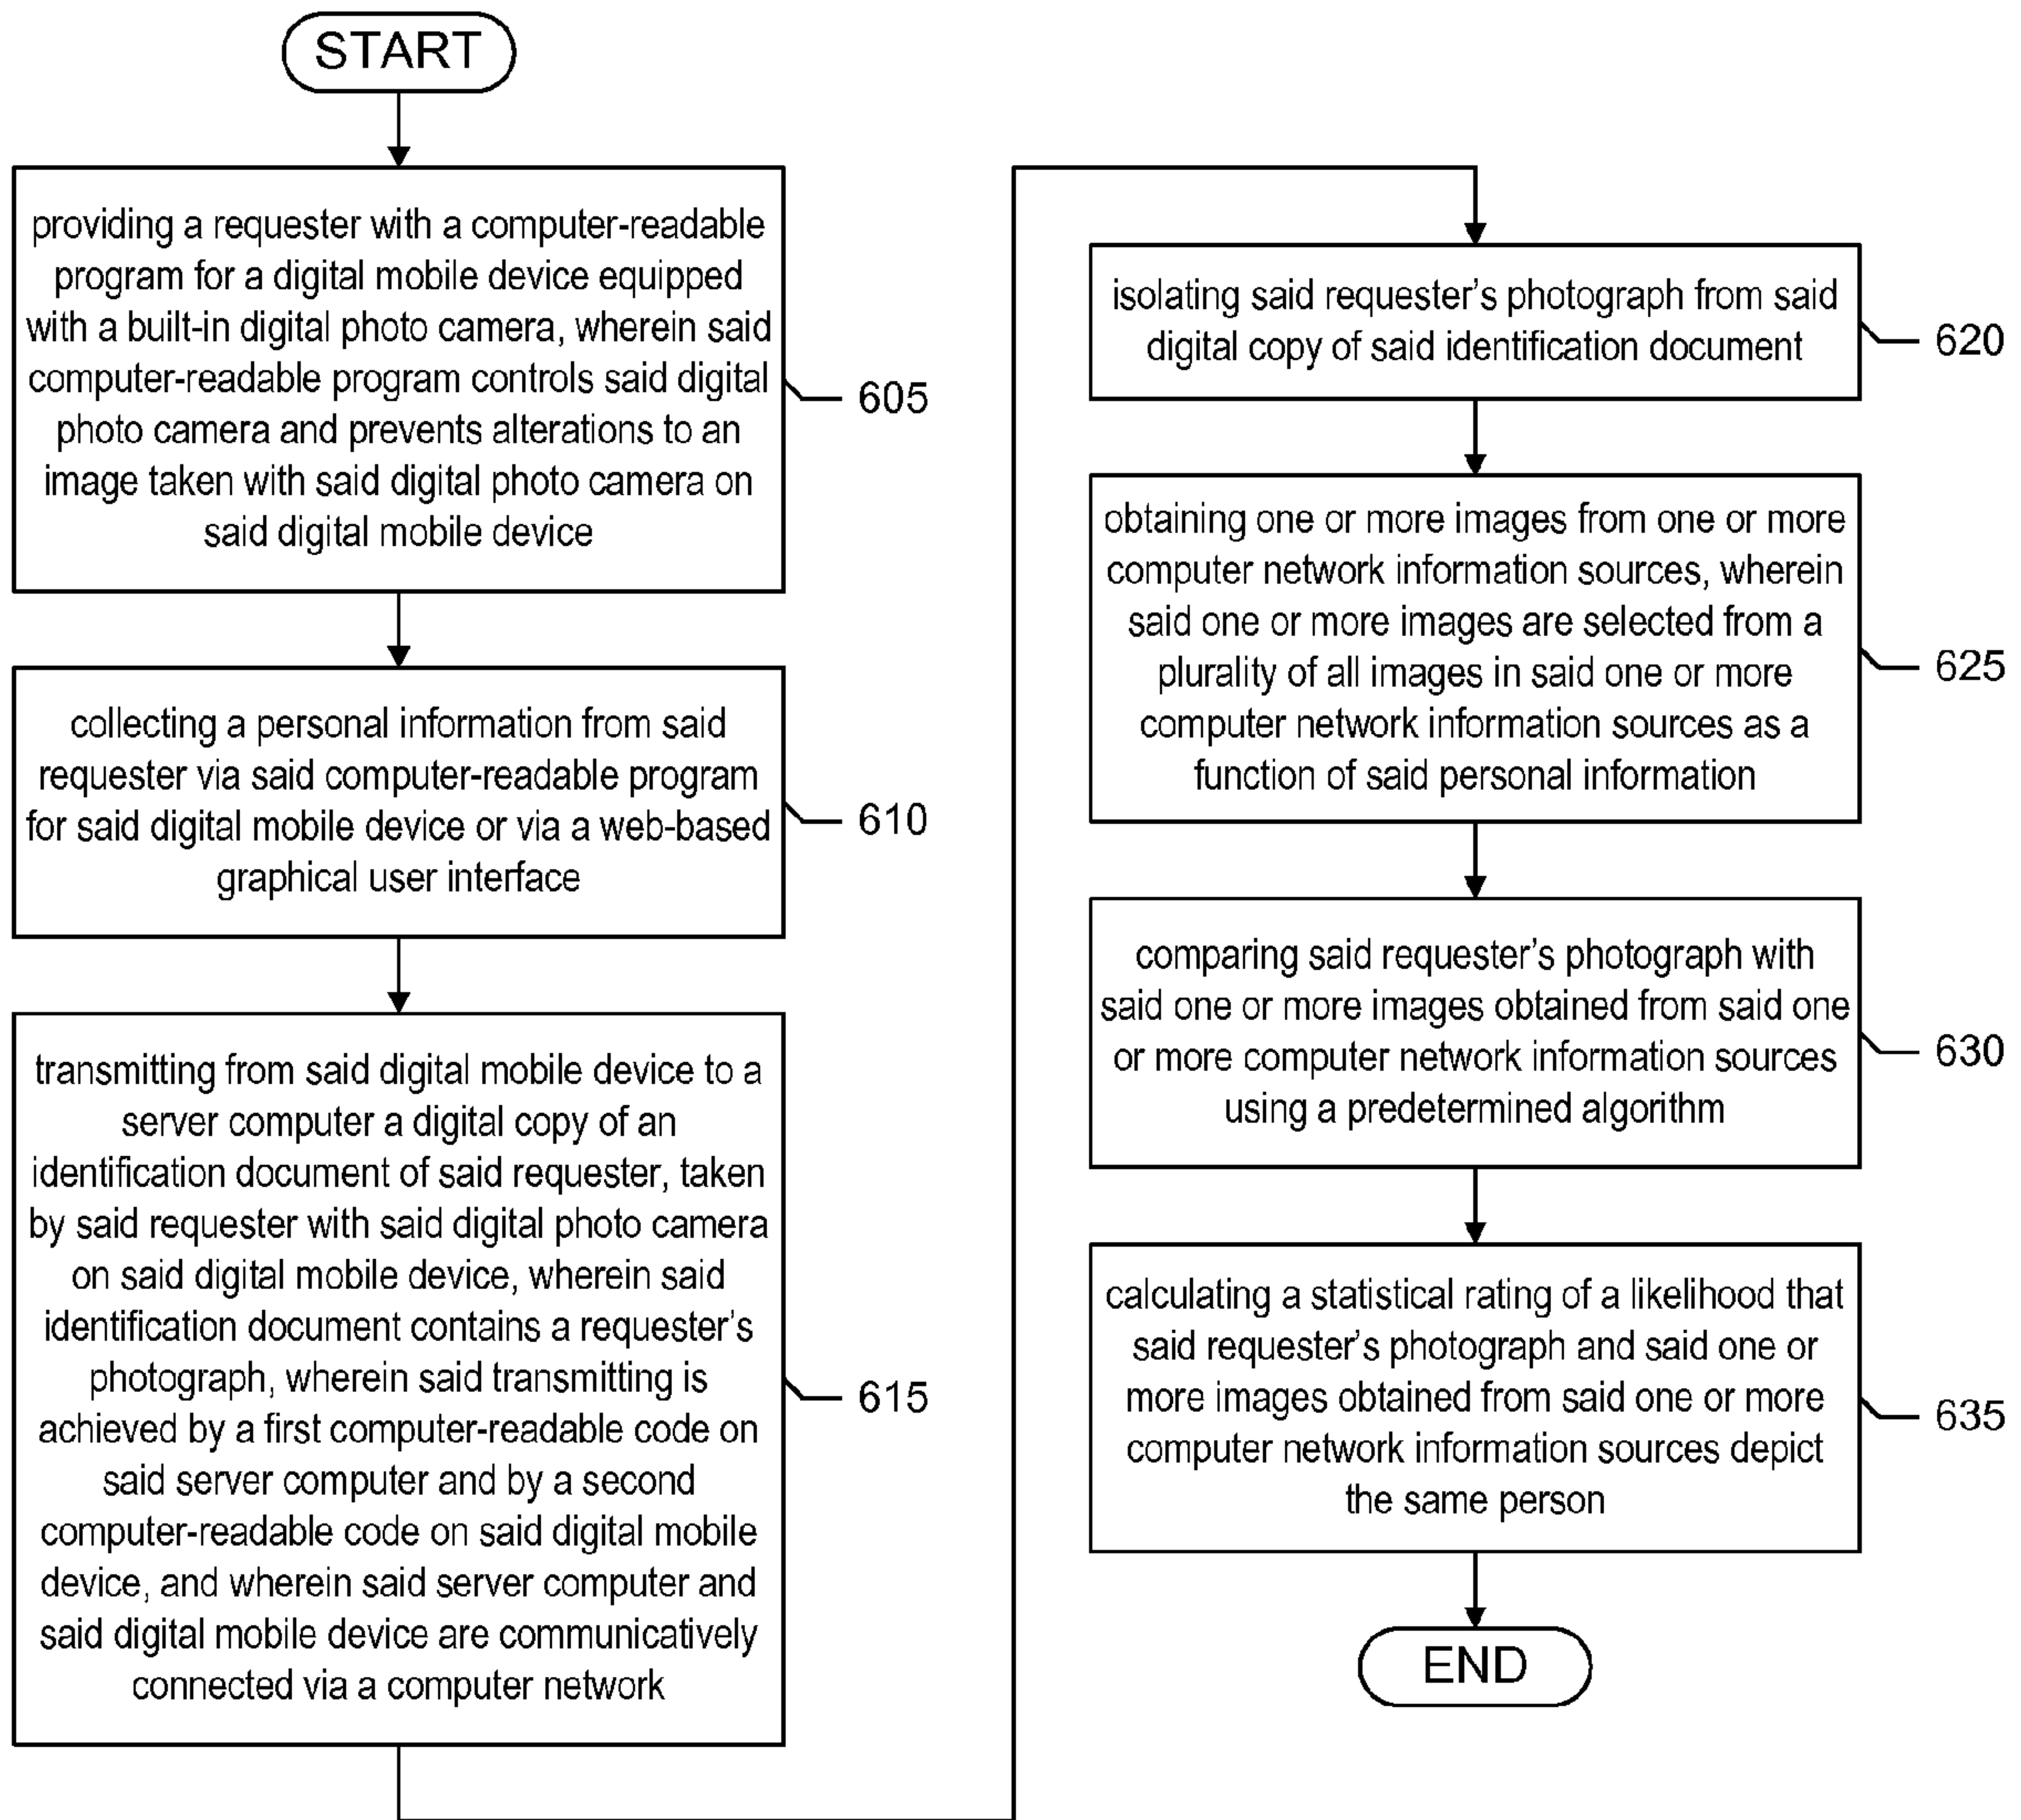 START
providing a requester with a computer-readable
program for a digital mobile device equipped
with a built-in digital photo camera, wherein said
computer-readable program controls said digital
photo camera and prevents alterations to an
image taken with said digital photo camera on
said digital mobile device
605
collecting a personal information from said
requester via said computer-readable program
for said digital mobile device or via a web-based
graphical user interface
610
transmitting from said digital mobile device to a
server computer a digital copy of an
identification document of said requester, taken
by said requester with said digital photo camera
on said digital mobile device, wherein said
identification document contains a requester's
photograph, wherein said transmitting is
achieved by a first computer-readable code on
said server computer and by a second
computer-readable code on said digital mobile
device, and wherein said server computer and
said digital mobile device are communicatively
connected via a computer network
615
isolating said requester's photograph from said
digital copy of said identification document
620
obtaining one or more images from one or more
computer network information sources, wherein
said one or more images are selected from a
plurality of all images in said one or more
computer network information sources as a
function of said personal information
625
comparing said requester's photograph with
said one or more images obtained from said one
or more computer network information sources
using a predetermined algorithm
630
calculating a statistical rating of a likelihood that
said requester's photograph and said one or
more images obtained from said one or more
computer network information sources depict
the same person
635
END